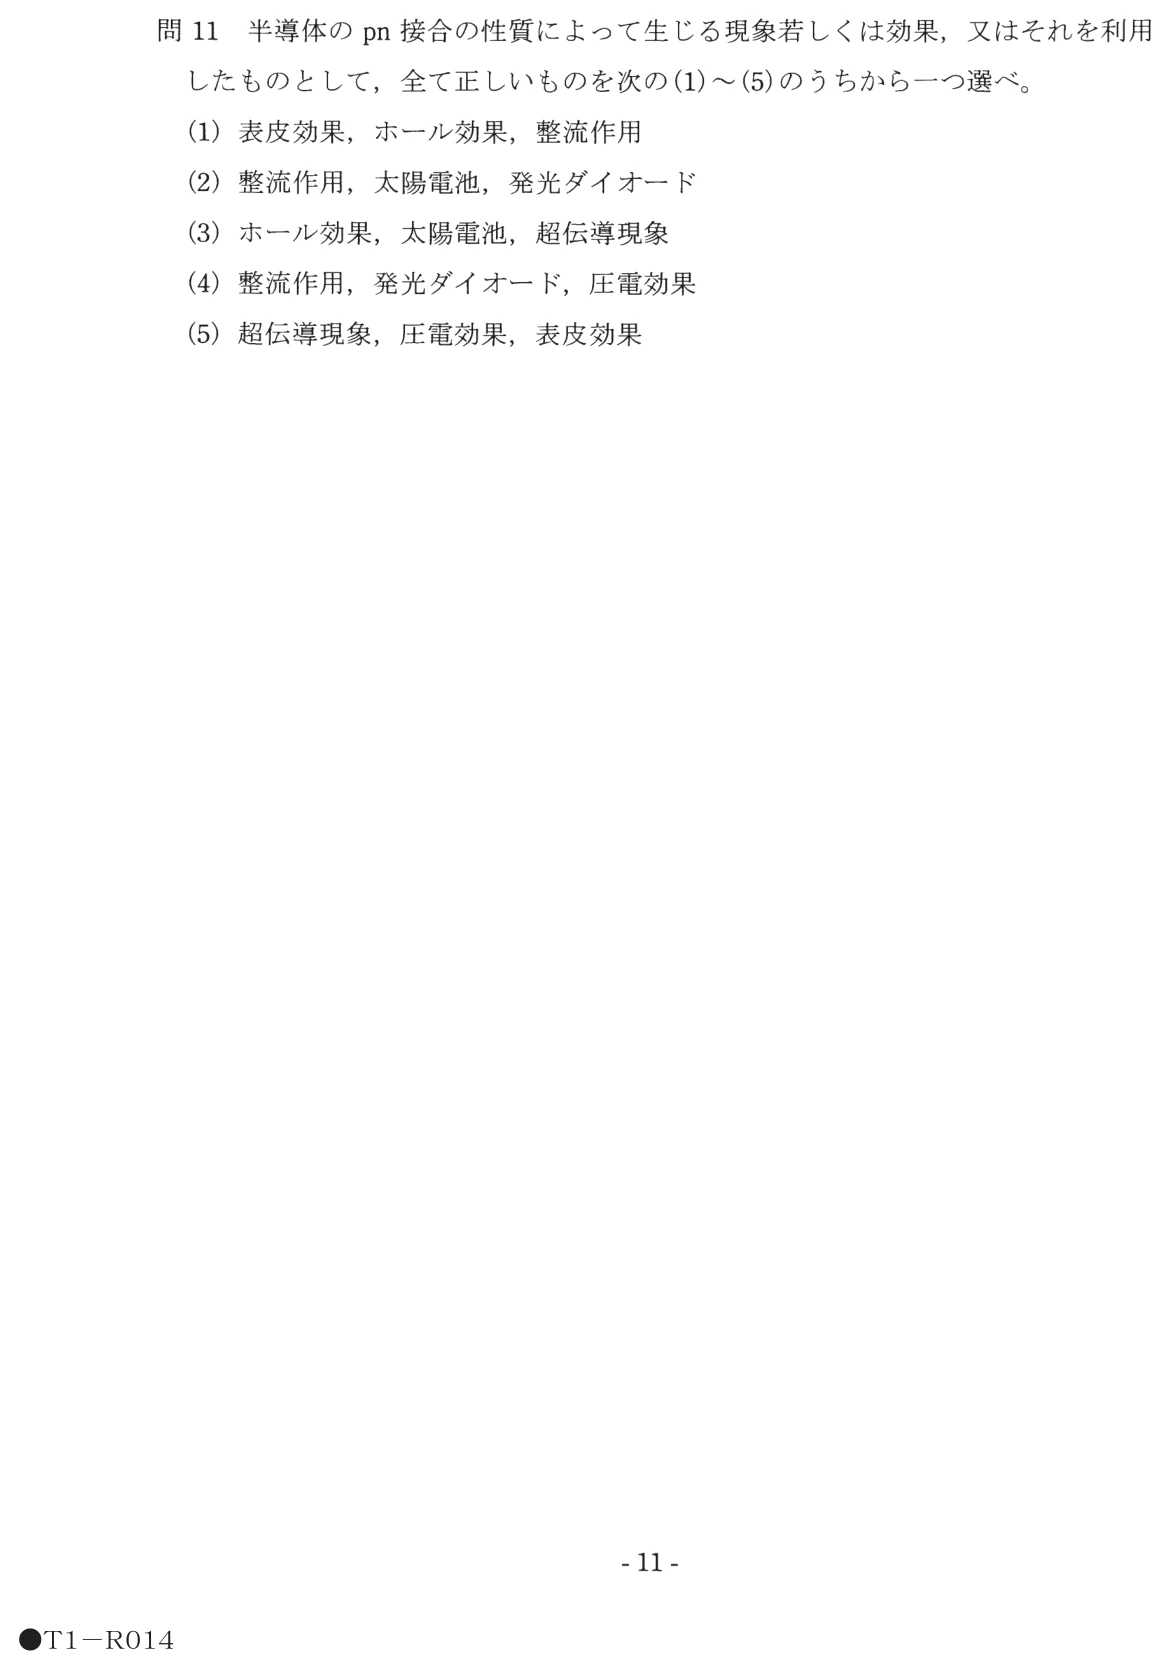 問 11　半導体の pn 接合の性質によって生じる現象若しくは効果，又はそれを利用
したものとして，全て正しいものを次の(1)～(5)のうちから一つ選べ。
(1) 表皮効果，ホール効果，整流作用
(2) 整流作用，太陽電池，発光ダイオード
(3) ホール効果，太陽電池，超伝導現象
(4) 整流作用，発光ダイオード，圧電効果
(5) 超伝導現象，圧電効果，表皮効果
- 11 -
●T1－R014